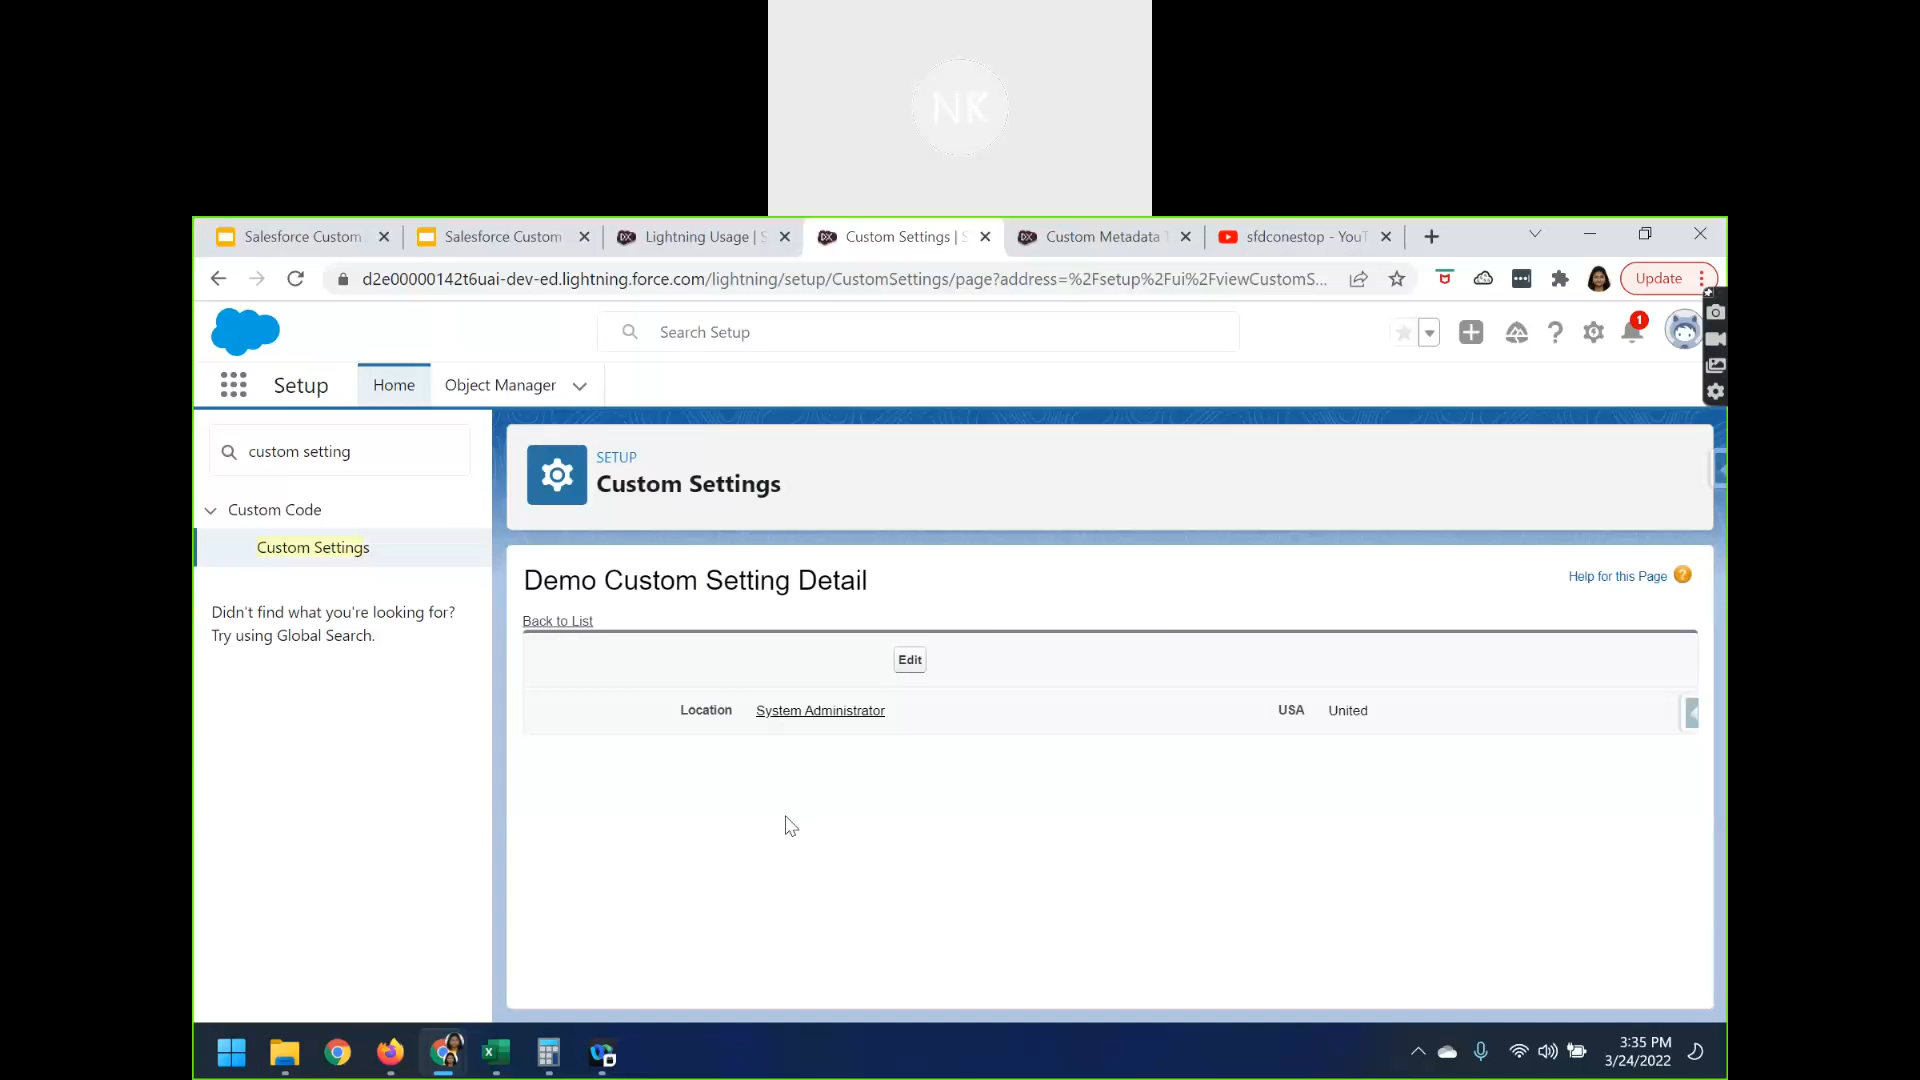 NK
Salesforce Custom
Salesforce Custom
Lightning Usage | S
Custom Settings | S
Custom Metadata T
sfdconestop - YouT
d2e00000142t6uai-dev-ed.lightning.force.com/lightning/setup/CustomSettings/page?address=%2Fsetup%2Fui%2FviewCustomS...
Update
Search Setup
1
Setup
Home
Object Manager
custom setting
Custom Code
Custom Settings
Didn't find what you're looking for?
Try using Global Search.
SETUP
Custom Settings
Demo Custom Setting Detail
Help for this Page
Back to List
Edit
Location System Administrator USA United
3:35 PM
3/24/2022